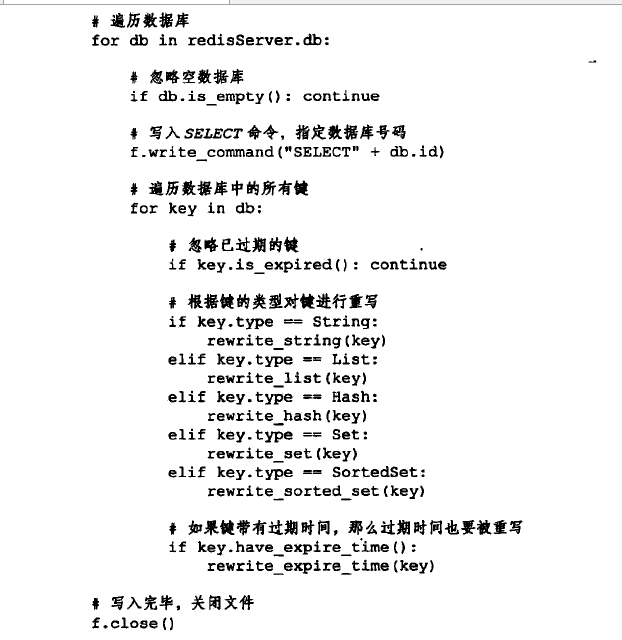 # 遍历数据库
for db in redisServer.db:
# 忽略空数据库
if db.is_empty(): continue
# 写入SELECT 命令，指定数据库号码
f.write_command("SELECT" + db.id)
# 遍历数据库中的所有键
for key in db:
# 忽略已过期的键
if key.is_expired(): continue
# 根据键的类型对键进行重写
if key.type == String:
rewrite_string(key)
elif key.type == List:
rewrite_list(key)
elif key.type == Hash:
rewrite_hash(key)
elif key.type == Set:
rewrite_set(key)
elif key.type == SortedSet:
rewrite_sorted_set(key)
# 如果键带有过期时间，那么过期时间也要被重写
if key.have_expire_time():
rewrite_expire_time(key)
# 写入完毕，关闭文件
f.close()